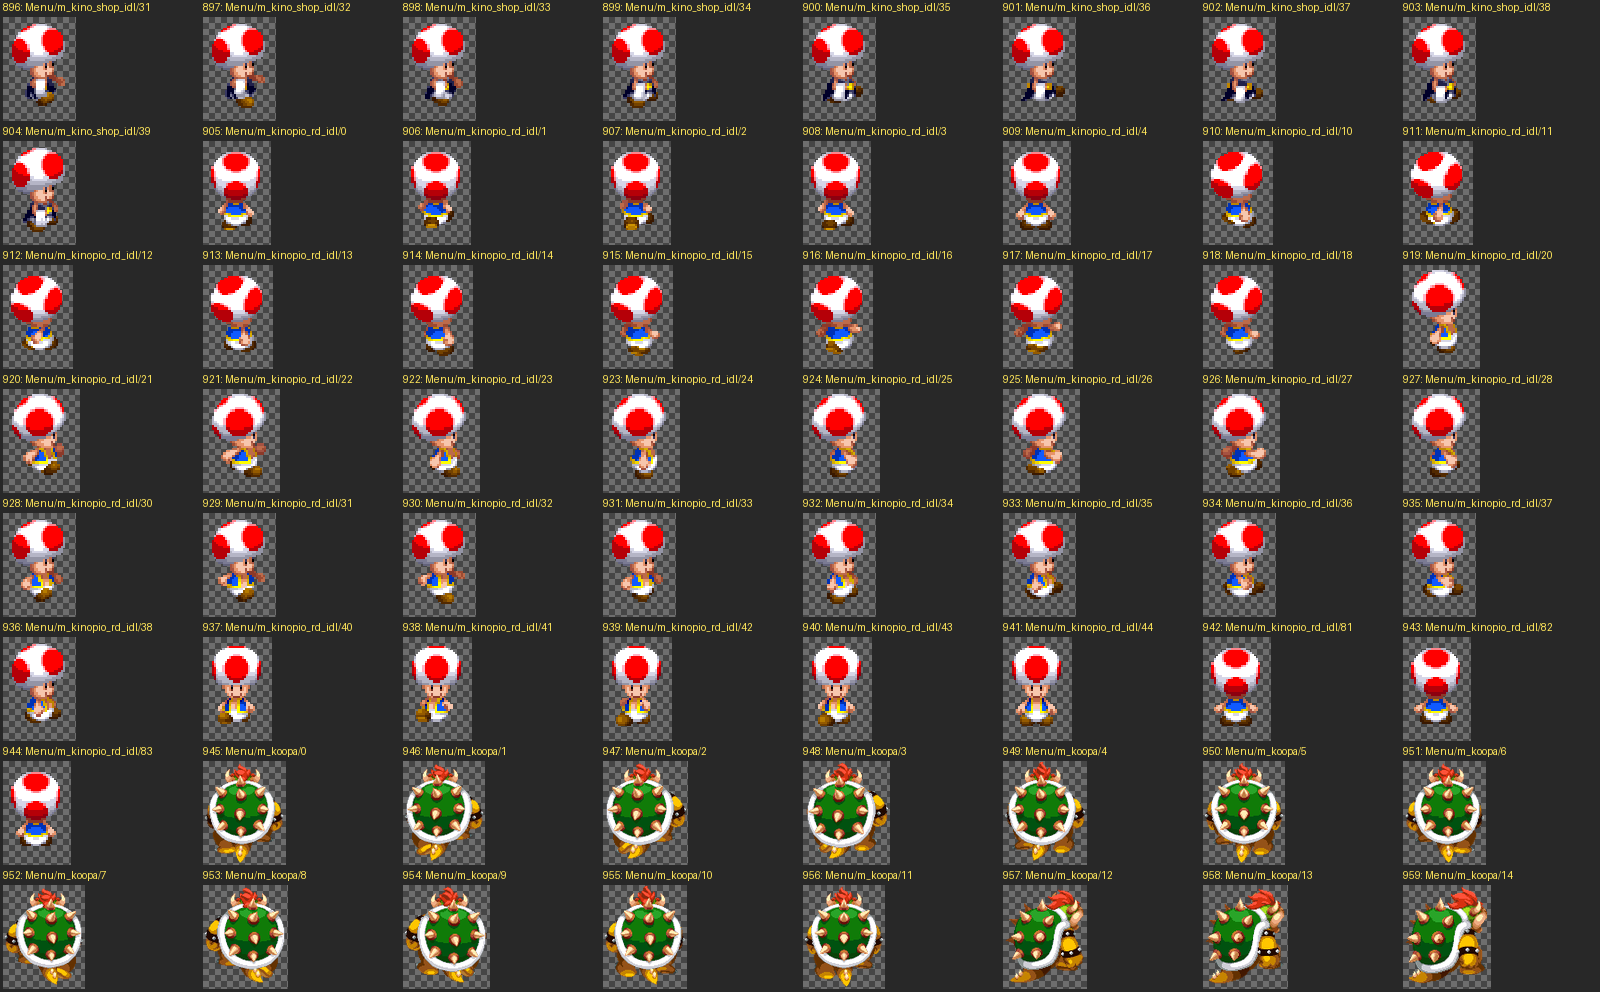 896: Menu/m_kino_shop_idl/31 897: Menu/m_kino_shop_idl/32 898: Menu/m_kino_shop_idl/33 899: Menu/m_kino_shop_idl/34 900: Menu/m_kino_shop_idl/35 901: Menu/m_kino_shop_idl/36 902: Menu/m_kino_shop_idl/37 903: Menu/m_kino_shop_idl/38
904: Menu/m_kino_shop_idl/39 905: Menu/m_kinopio_rd_idl/0 906: Menu/m_kinopio_rd_idl/1 907: Menu/m_kinopio_rd_idl/2 908: Menu/m_kinopio_rd_idl/3 909: Menu/m_kinopio_rd_idl/4 910: Menu/m_kinopio_rd_idl/10 911: Menu/m_kinopio_rd_idl/11
912: Menu/m_kinopio_rd_idl/12 913: Menu/m_kinopio_rd_idl/13 914: Menu/m_kinopio_rd_idl/14 915: Menu/m_kinopio_rd_idl/15 916: Menu/m_kinopio_rd_idl/16 917: Menu/m_kinopio_rd_idl/17 918: Menu/m_kinopio_rd_idl/18 919: Menu/m_kinopio_rd_idl/20
920: Menu/m_kinopio_rd_idl/21 921: Menu/m_kinopio_rd_idl/22 922: Menu/m_kinopio_rd_idl/23 923: Menu/m_kinopio_rd_idl/24 924: Menu/m_kinopio_rd_idl/25 925: Menu/m_kinopio_rd_idl/26 926: Menu/m_kinopio_rd_idl/27 927: Menu/m_kinopio_rd_idl/28
928: Menu/m_kinopio_rd_idl/30 929: Menu/m_kinopio_rd_idl/31 930: Menu/m_kinopio_rd_idl/32 931: Menu/m_kinopio_rd_idl/33 932: Menu/m_kinopio_rd_idl/34 933: Menu/m_kinopio_rd_idl/35 934: Menu/m_kinopio_rd_idl/36 935: Menu/m_kinopio_rd_idl/37
936: Menu/m_kinopio_rd_idl/38 937: Menu/m_kinopio_rd_idl/40 938: Menu/m_kinopio_rd_idl/41 939: Menu/m_kinopio_rd_idl/42 940: Menu/m_kinopio_rd_idl/43 941: Menu/m_kinopio_rd_idl/44 942: Menu/m_kinopio_rd_idl/81 943: Menu/m_kinopio_rd_idl/82
944: Menu/m_kinopio_rd_idl/83 945: Menu/m_koopa/0 946: Menu/m_koopa/1 947: Menu/m_koopa/2 948: Menu/m_koopa/3 949: Menu/m_koopa/4 950: Menu/m_koopa/5 951: Menu/m_koopa/6
952: Menu/m_koopa/7 953: Menu/m_koopa/8 954: Menu/m_koopa/9 955: Menu/m_koopa/10 956: Menu/m_koopa/11 957: Menu/m_koopa/12 958: Menu/m_koopa/13 959: Menu/m_koopa/14